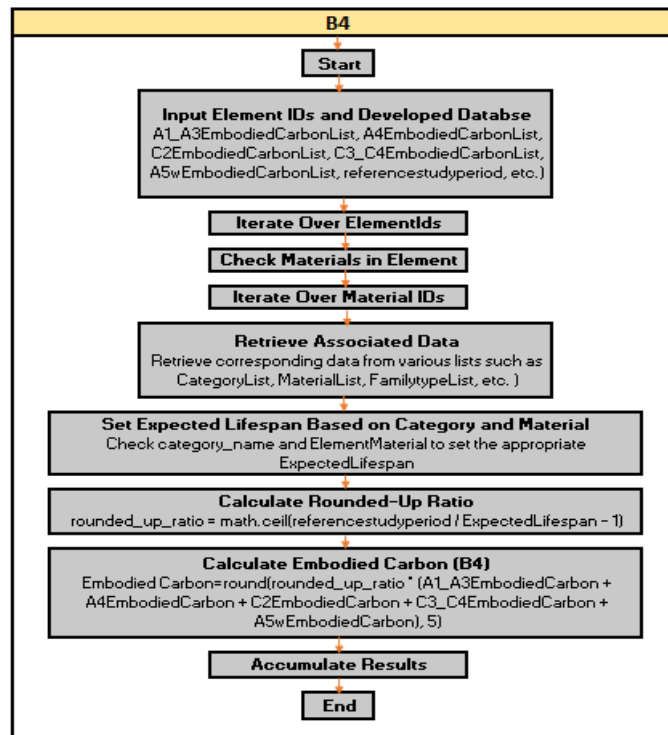 B4
Start
Input Element IDs and Developed Databse
A1_A3EmbodiedCarbonList, A4EmbodiedCarbonList,
C2EmbodiedCarbonList, C3_C4EmbodiedCarbonList,
A5wEmbodiedCarbonList, referencestudyperiod, etc.)
Iterate Over ElementIds
Check Materials in Element
Iterate Over Material IDs
Retrieve Associated Data
Retrieve corresponding data from various lists such as
CategoryList, MaterialList, FamilytypeList, etc. )
Set Expected Lifespan Based on Category and Material
Check category_name and ElementMaterial to set the appropriate
ExpectedLifespan
Calculate Rounded-Up Ratio
rounded_up_ratio = math.ceil(referencestudyperiod / ExpectedLifespan - 1)
Calculate Embodied Carbon (B4)
Embodied Carbon=round(rounded_up_ratio * (A1_A3EmbodiedCarbon +
A4EmbodiedCarbon + C2EmbodiedCarbon + C3_C4EmbodiedCarbon +
A5wEmbodiedCarbon), 5)
Accumulate Results
End